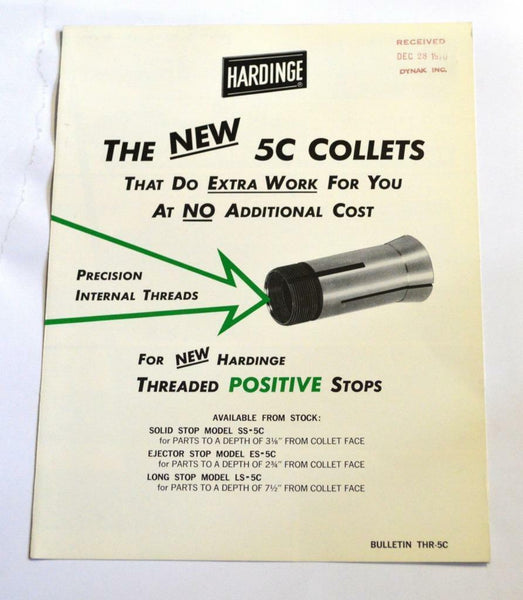 HARDINGE®
RECEIVED
DEC 28 1970
DYNAK INC.
THE NEW 5C COLLETS
THAT DO EXTRA WORK FOR YOU
AT NO ADDITIONAL COST
PRECISION
INTERNAL THREADS
FOR NEW HARDINGE
THREADED POSITIVE STOPS
AVAILABLE FROM STOCK:
SOLID STOP MODEL SS-5C
for PARTS TO A DEPTH OF 3⅛" FROM COLLET FACE
EJECTOR STOP MODEL ES-5C
for PARTS TO A DEPTH OF 2¾" FROM COLLET FACE
LONG STOP MODEL LS-5C
for PARTS TO A DEPTH OF 7½" FROM COLLET FACE
BULLETIN THR-5C